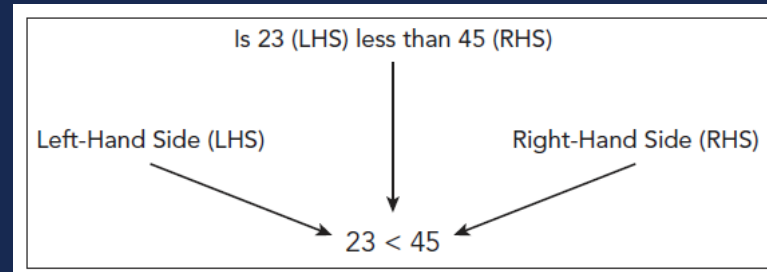 Is 23 (LHS) less than 45 (RHS)
Left-Hand Side (LHS)
Right-Hand Side (RHS)
23 < 45